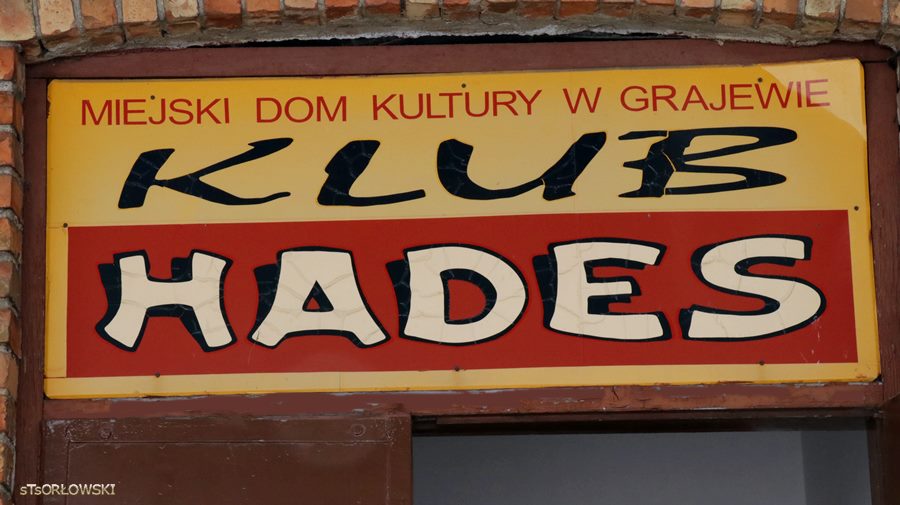 MIEJSKI DOM KULTURY W GRAJEWIE
KLUB
HADES
sTsORŁOWSKI